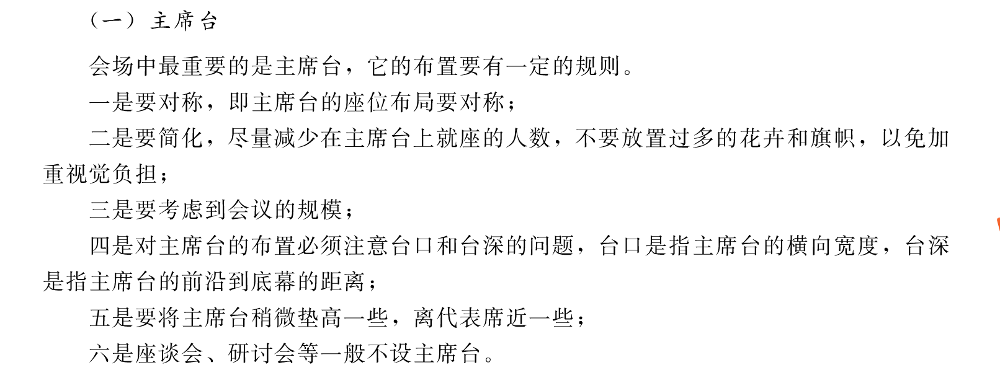 （一）主席台
会场中最重要的是主席台，它的布置要有一定的规则。
一是要对称，即主席台的座位布局要对称；
二是要简化，尽量减少在主席台上就座的人数，不要放置过多的花卉和旗帜，以免加
重视觉负担；
三是要考虑到会议的规模；
四是对主席台的布置必须注意台口和台深的问题，台口是指主席台的横向宽度，台深
是指主席台的前沿到底幕的距离；
五是要将主席台稍微垫高一些，离代表席近一些；
六是座谈会、研讨会等一般不设主席台。